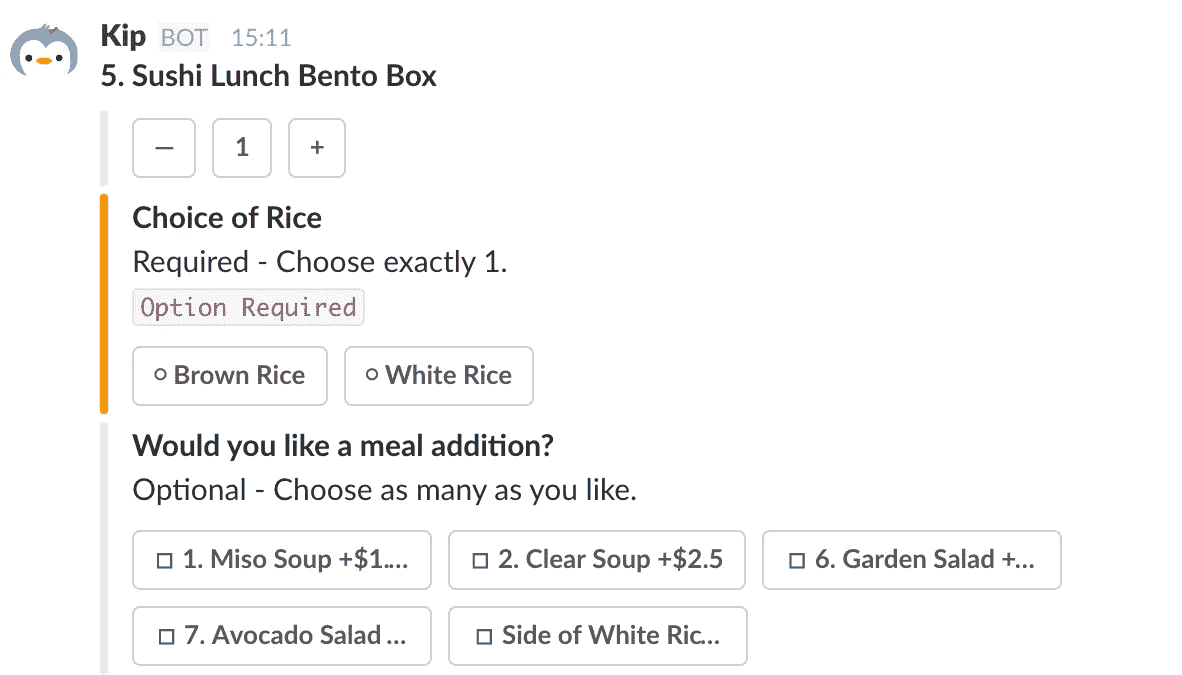 Kip BOT 15:11
5. Sushi Lunch Bento Box
— 1 +
Choice of Rice
Required - Choose exactly 1.
Option Required
Brown Rice White Rice
Would you like a meal addition?
Optional - Choose as many as you like.
1. Miso Soup +$1.... 2. Clear Soup +$2.5 6. Garden Salad +...
7. Avocado Salad ... Side of White Ric...